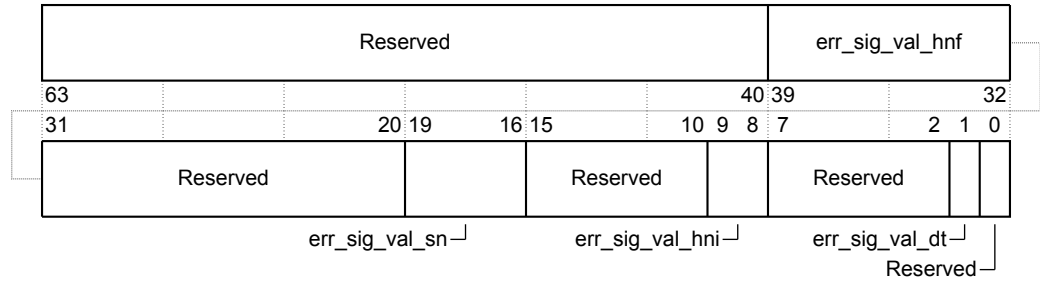 Reserved err_sig_val_hnf
63 40 39 32
31 20 19 16 15 10 9 8 7 2 1 0
Reserved Reserved Reserved
err_sig_val_sn err_sig_val_hni err_sig_val_dt
Reserved